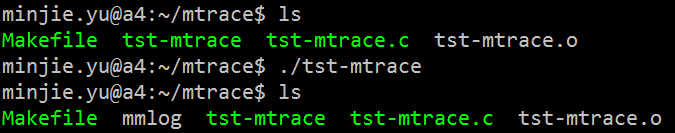 minjie.yu@a4:~/mtrace$ ls
Makefile tst-mtrace tst-mtrace.c tst-mtrace.o
minjie.yu@a4:~/mtrace$ ./tst-mtrace
minjie.yu@a4:~/mtrace$ ls
Makefile mmlog tst-mtrace tst-mtrace.c tst-mtrace.o